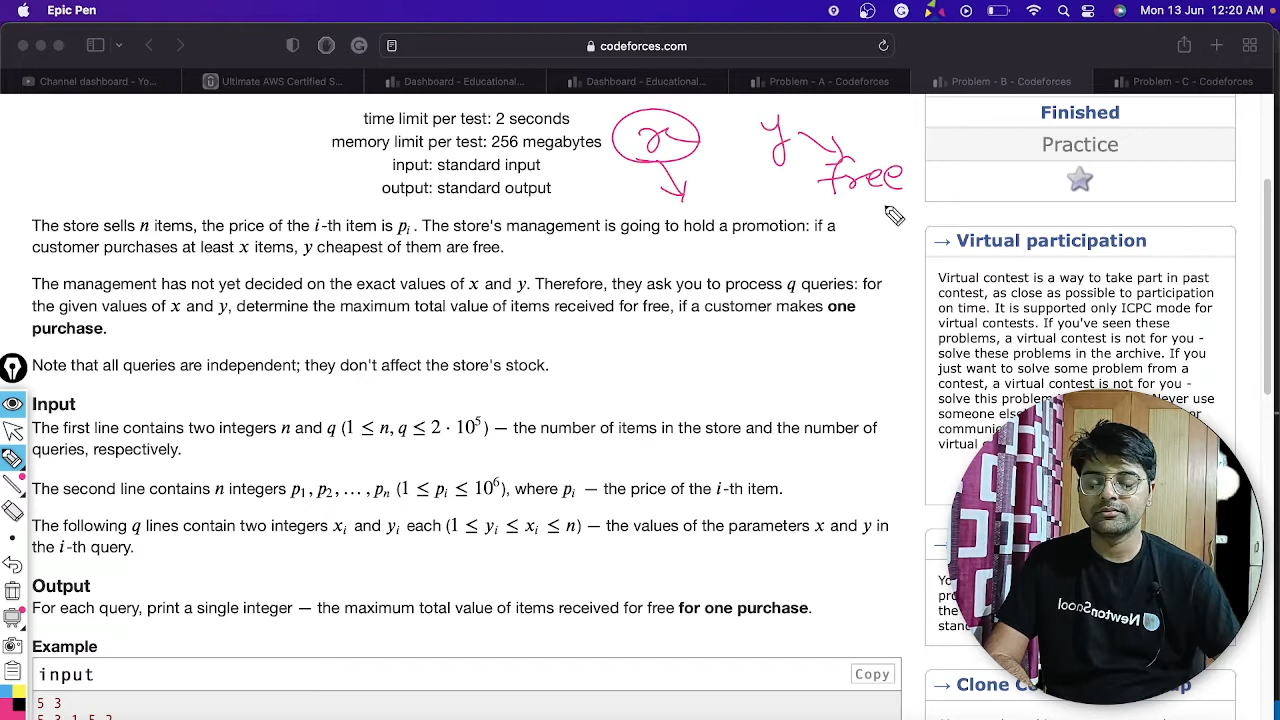 Epic Pen
Mon 13 Jun 12:20 AM
codeforces.com
Channel dashboard - Yo...
Ultimate AWS Certified S...
Dashboard - Educational...
Dashboard - Educational...
Problem - A - Codeforces
Problem - B - Codeforces
Problem - C - Codeforces
time limit per test: 2 seconds
memory limit per test: 256 megabytes
input: standard input
output: standard output
x
y
free
The store sells n items, the price of the i-th item is pᵢ. The store's management is going to hold a promotion: if a
customer purchases at least x items, y cheapest of them are free.
The management has not yet decided on the exact values of x and y. Therefore, they ask you to process q queries: for
the given values of x and y, determine the maximum total value of items received for free, if a customer makes one
purchase.
Note that all queries are independent; they don't affect the store's stock.
Input
The first line contains two integers n and q (1 ≤ n, q ≤ 2 · 10⁵) — the number of items in the store and the number of
queries, respectively.
The second line contains n integers p₁, p₂, …, pₙ (1 ≤ pᵢ ≤ 10⁶), where pᵢ — the price of the i-th item.
The following q lines contain two integers xᵢ and yᵢ each (1 ≤ yᵢ ≤ xᵢ ≤ n) — the values of the parameters x and y in
the i-th query.
Output
For each query, print a single integer — the maximum total value of items received for free for one purchase.
Example
input
Copy
5 3
5 3 1 5 2
Finished
Practice
→ Virtual participation
Virtual contest is a way to take part in past
contest, as close as possible to participation
on time. It is supported only ICPC mode for
virtual contests. If you've seen these
problems, a virtual contest is not for you -
solve these problems in the archive. If you
just want to solve some problem from a
contest, a virtual contest is not for you -
solve this problem Never use
someone else
commun
virtual
→
Yo
the
stand
→ Clone Co up
NewtonSchool